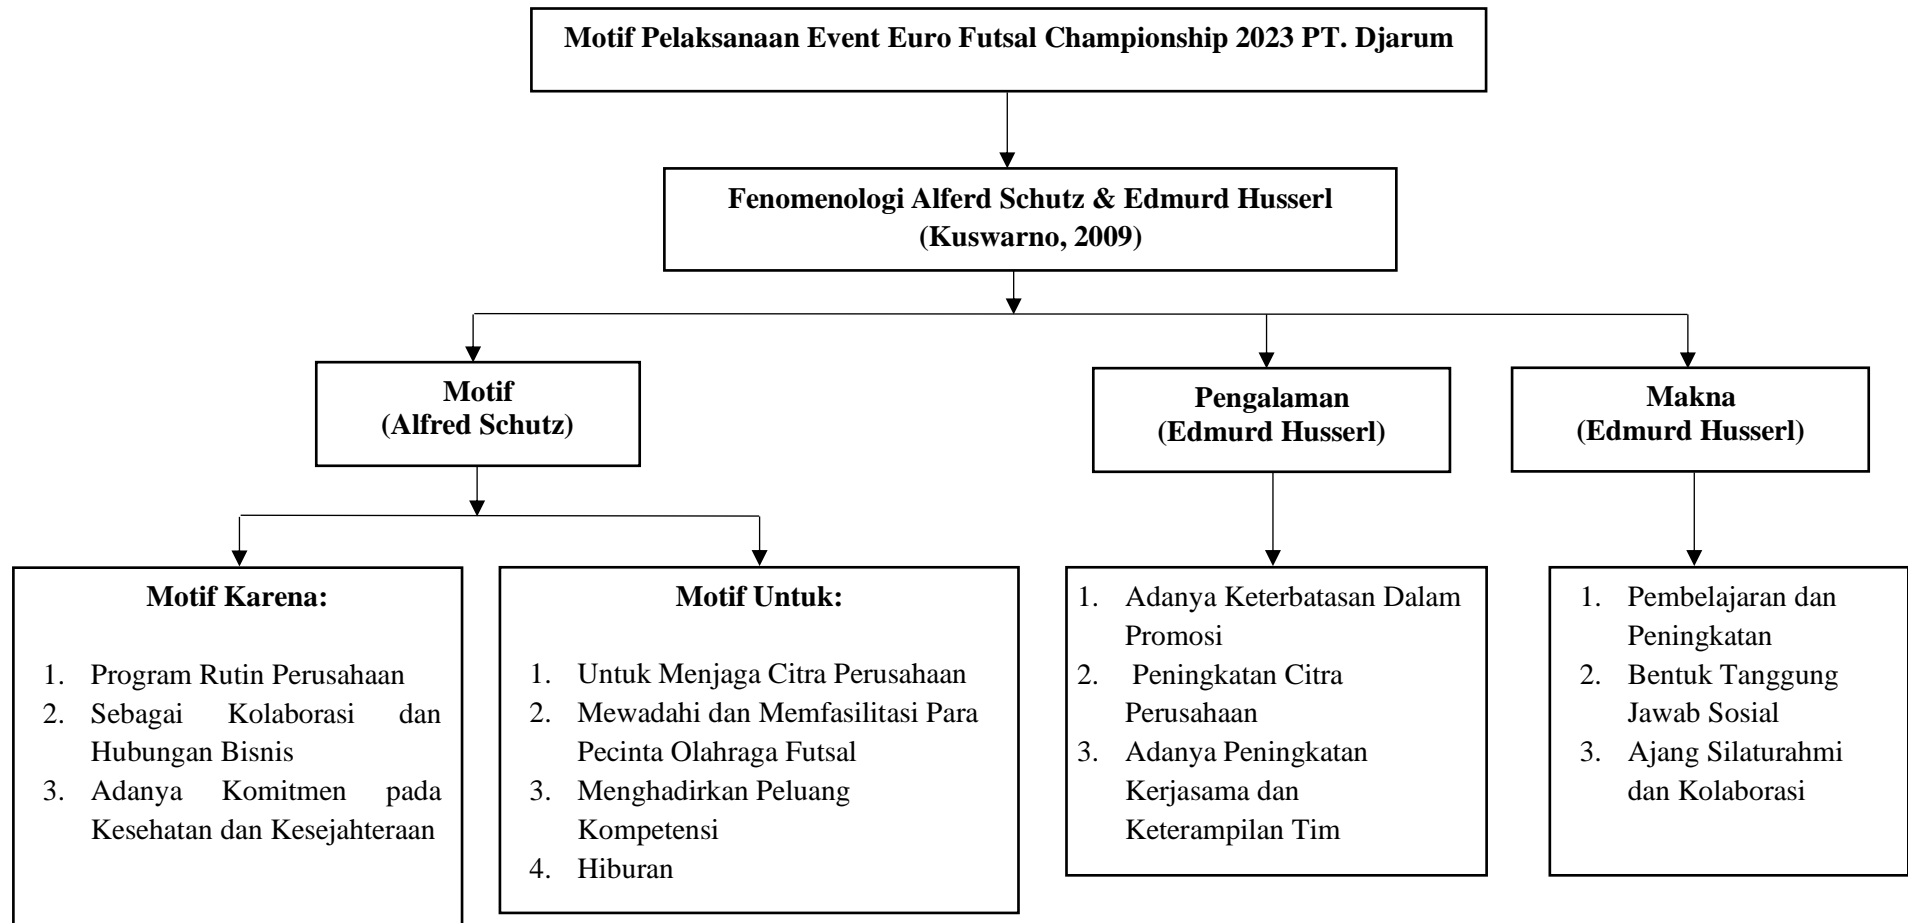 Motif Pelaksanaan Event Euro Futsal Championship 2023 PT. Djarum
Fenomenologi Alferd Schutz & Edmurd Husserl
(Kuswarno, 2009)
Motif
(Alfred Schutz)
Pengalaman
(Edmurd Husserl)
Makna
(Edmurd Husserl)
Motif Karena:
1. Program Rutin Perusahaan
2. Sebagai Kolaborasi dan
Hubungan Bisnis
3. Adanya Komitmen pada
Kesehatan dan Kesejahteraan
Motif Untuk:
1. Untuk Menjaga Citra Perusahaan
2. Mewadahi dan Memfasilitasi Para
Pecinta Olahraga Futsal
3. Menghadirkan Peluang
Kompetensi
4. Hiburan
1. Adanya Keterbatasan Dalam
Promosi
2. Peningkatan Citra
Perusahaan
3. Adanya Peningkatan
Kerjasama dan
Keterampilan Tim
1. Pembelajaran dan
Peningkatan
2. Bentuk Tanggung
Jawab Sosial
3. Ajang Silaturahmi
dan Kolaborasi